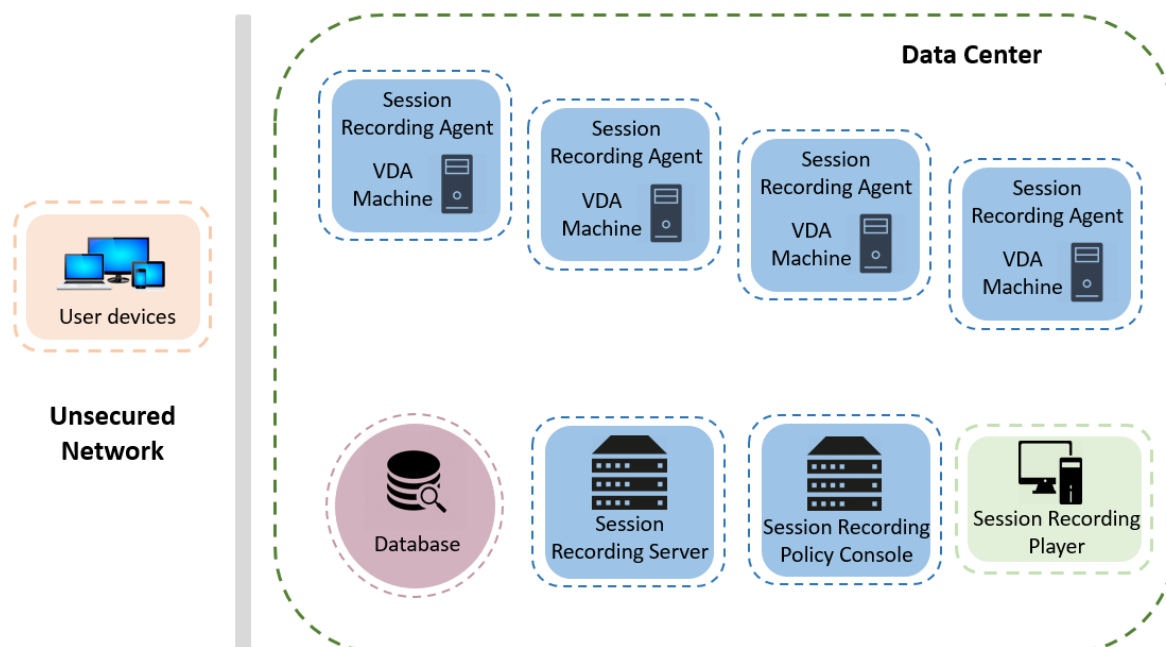 Data Center
Session
Recording Agent
VDA
Machine
Session
Recording Agent
VDA
Machine
Session
Recording Agent
VDA
Machine
Session
Recording Agent
VDA
Machine
User devices
Unsecured
Network
Database
Session
Recording Server
Session Recording
Policy Console
Session Recording
Player